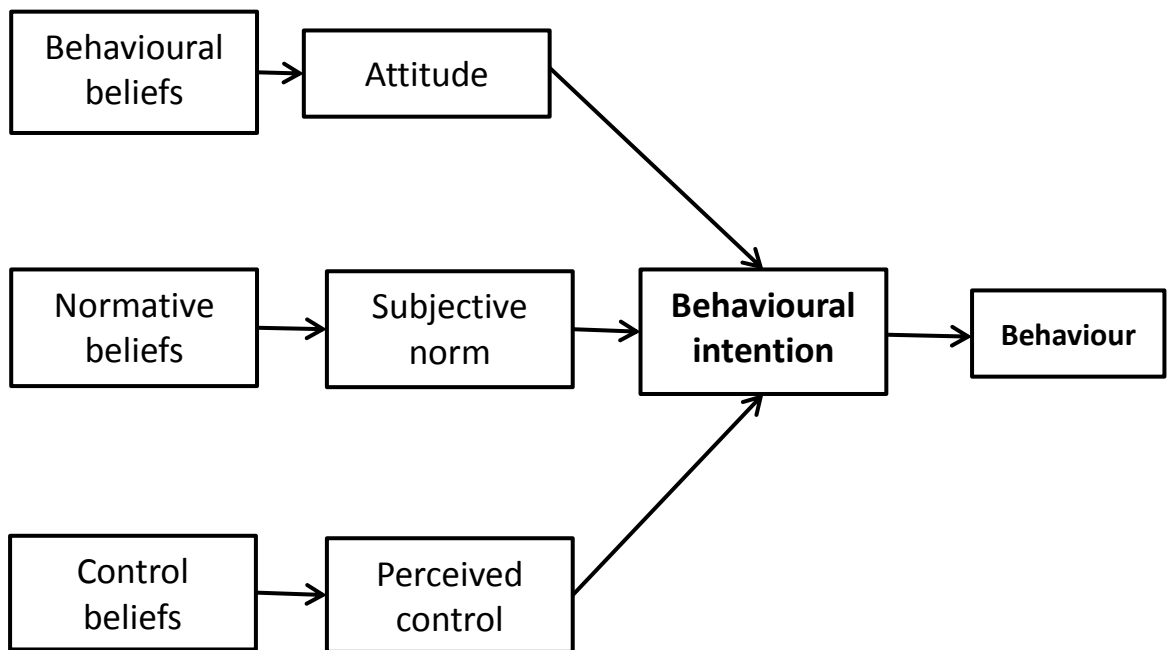 Behavioural
beliefs
Attitude
Normative
beliefs
Subjective
norm
Behavioural
intention
Behaviour
Control
beliefs
Perceived
control